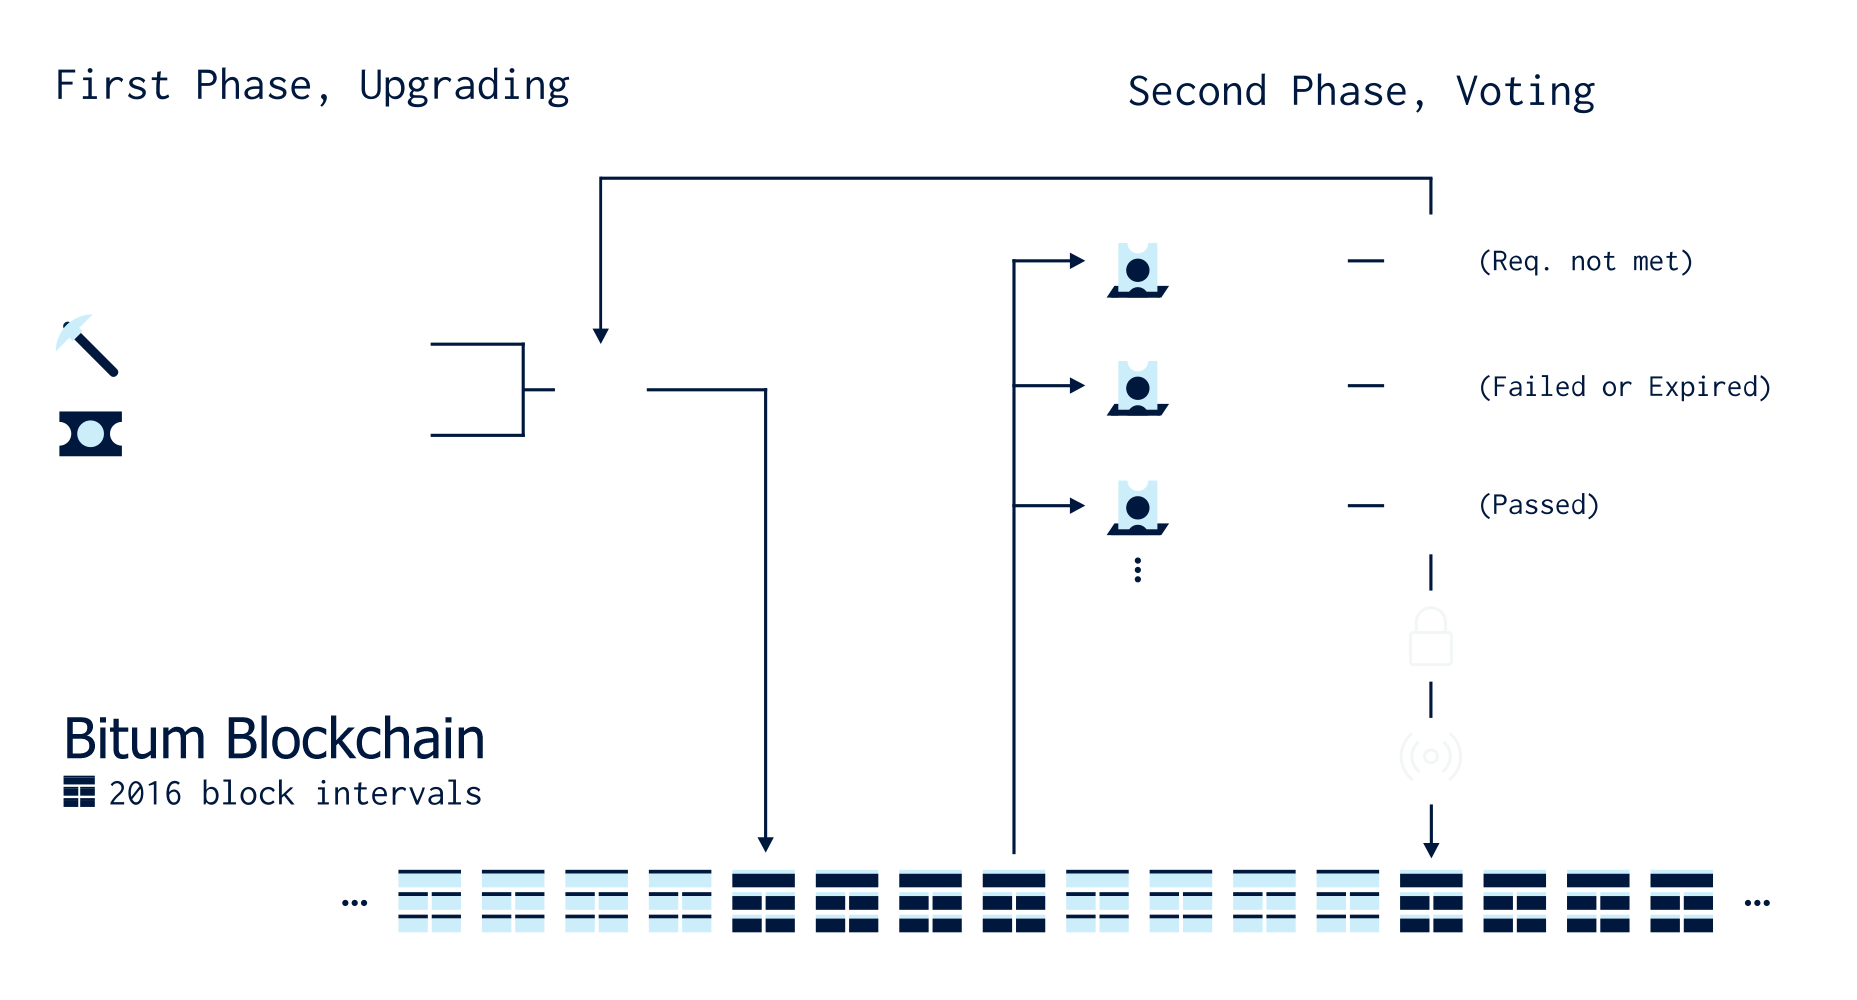 First Phase, Upgrading
Second Phase, Voting
(Req. not met)
(Failed or Expired)
(Passed)
Bitum Blockchain
2016 block intervals